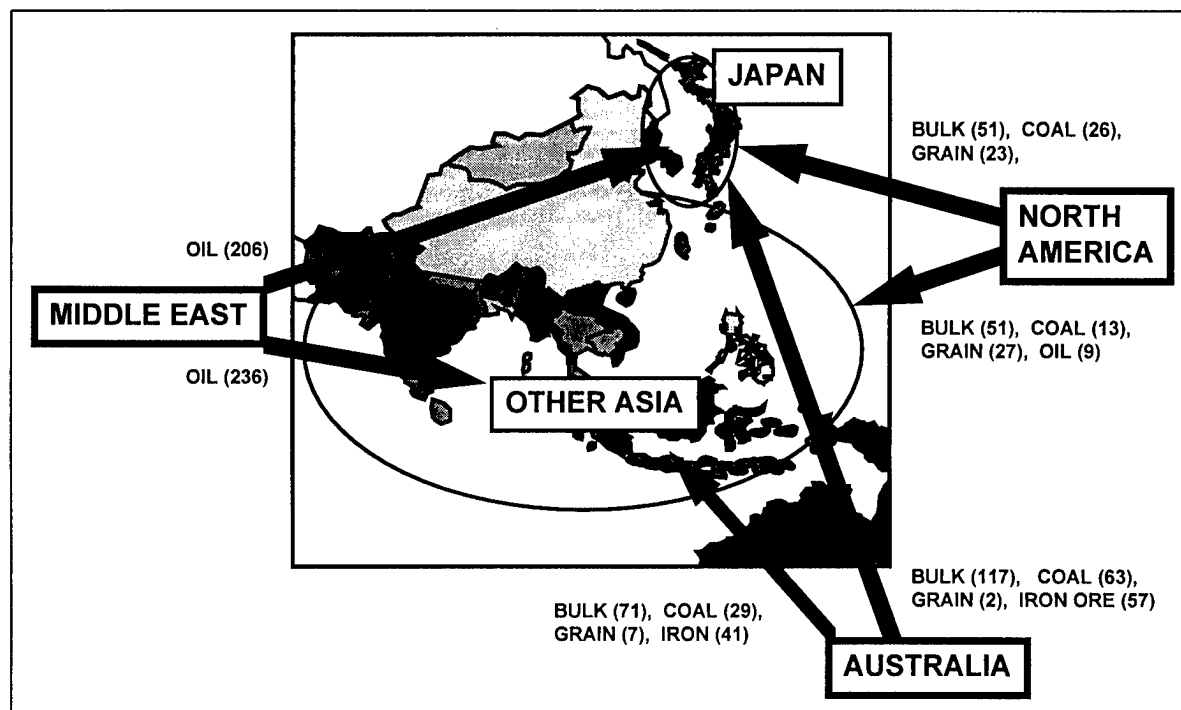 JAPAN
BULK (51), COAL (26),
GRAIN (23),
NORTH
AMERICA
OIL (206)
MIDDLE EAST
BULK (51), COAL (13),
GRAIN (27), OIL (9)
OIL (236)
OTHER ASIA
BULK (117), COAL (63),
GRAIN (2), IRON ORE (57)
BULK (71), COAL (29),
GRAIN (7), IRON (41)
AUSTRALIA